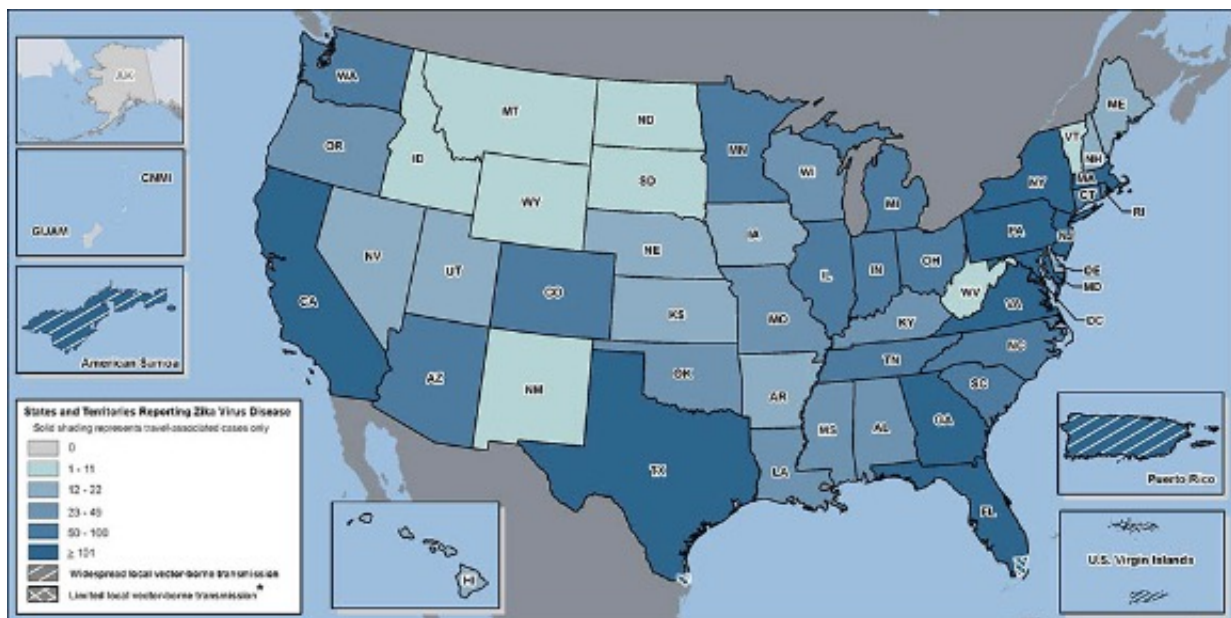 AK
CNMI
GUAM
American Samoa
WA
OR
CA
NV
ID
MT
WY
UT
AZ
CO
NM
ND
SD
NE
KS
OK
TX
MN
IA
MO
AR
LA
WI
IL
MS
MI
IN
OH
KY
TN
AL
GA
FL
SC
NC
VA
WV
PA
NY
VT
NH
ME
MA
CT
RI
NJ
DE
MD
DC
HI
Puerto Rico
U.S. Virgin Islands
States and Territories Reporting Zika Virus Disease
Solid shading represents travel-associated cases only
0
1 - 11
12 - 22
23 - 49
50 - 100
≥ 101
Widespread local vector-borne transmission
Limited local vector-borne transmission*